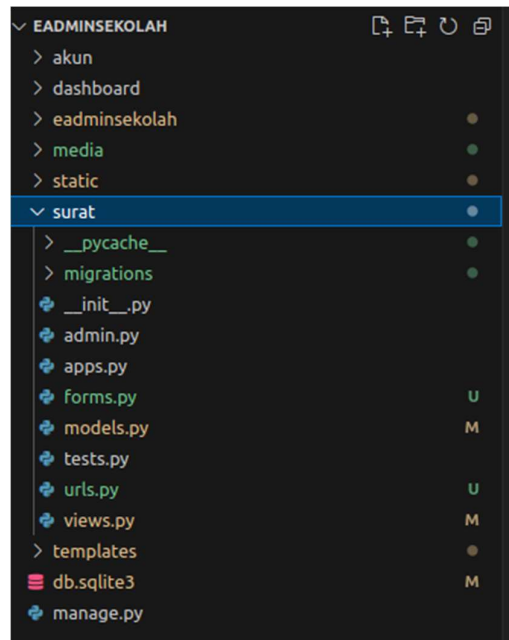 EADMINSEKOLAH
akun
dashboard
eadminsekolah
media
static
surat
__pycache__
migrations
__init__.py
admin.py
apps.py
forms.py U
models.py M
tests.py
urls.py U
views.py M
templates
db.sqlite3 M
manage.py